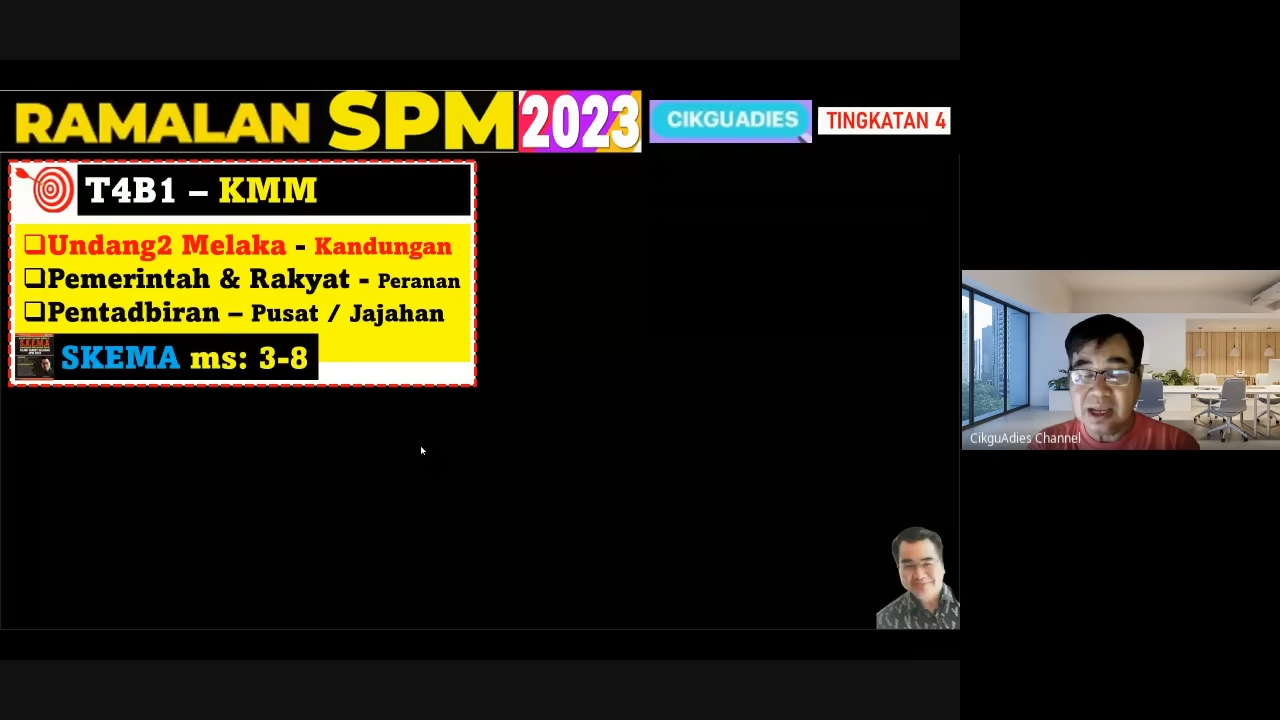 RAMALAN SPM 2023 CIKGUADIES TINGKATAN 4
T4B1 – KMM
❑Undang2 Melaka - Kandungan
❑Pemerintah & Rakyat - Peranan
❑Pentadbiran – Pusat / Jajahan
SKEMA ms: 3-8
CikguAdies Channel